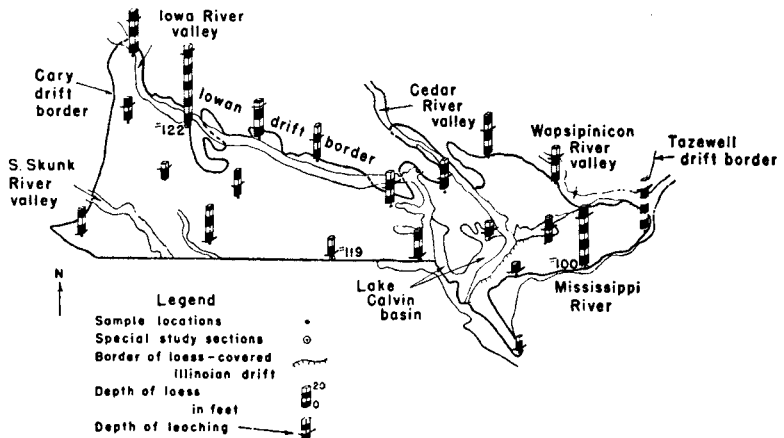 Iowa River
valley
Cary
drift
border
Iowan drift border
Cedar
River
valley
Wapsipinicon
River
valley
Tazewell
drift border
S. Skunk
River
valley
122
119
100
Lake
Calvin
basin
Mississippi
River
N
Legend
Sample locations
Special study sections
Border of loess-covered
Illinoian drift
Depth of loess
in feet
20
0
Depth of leaching